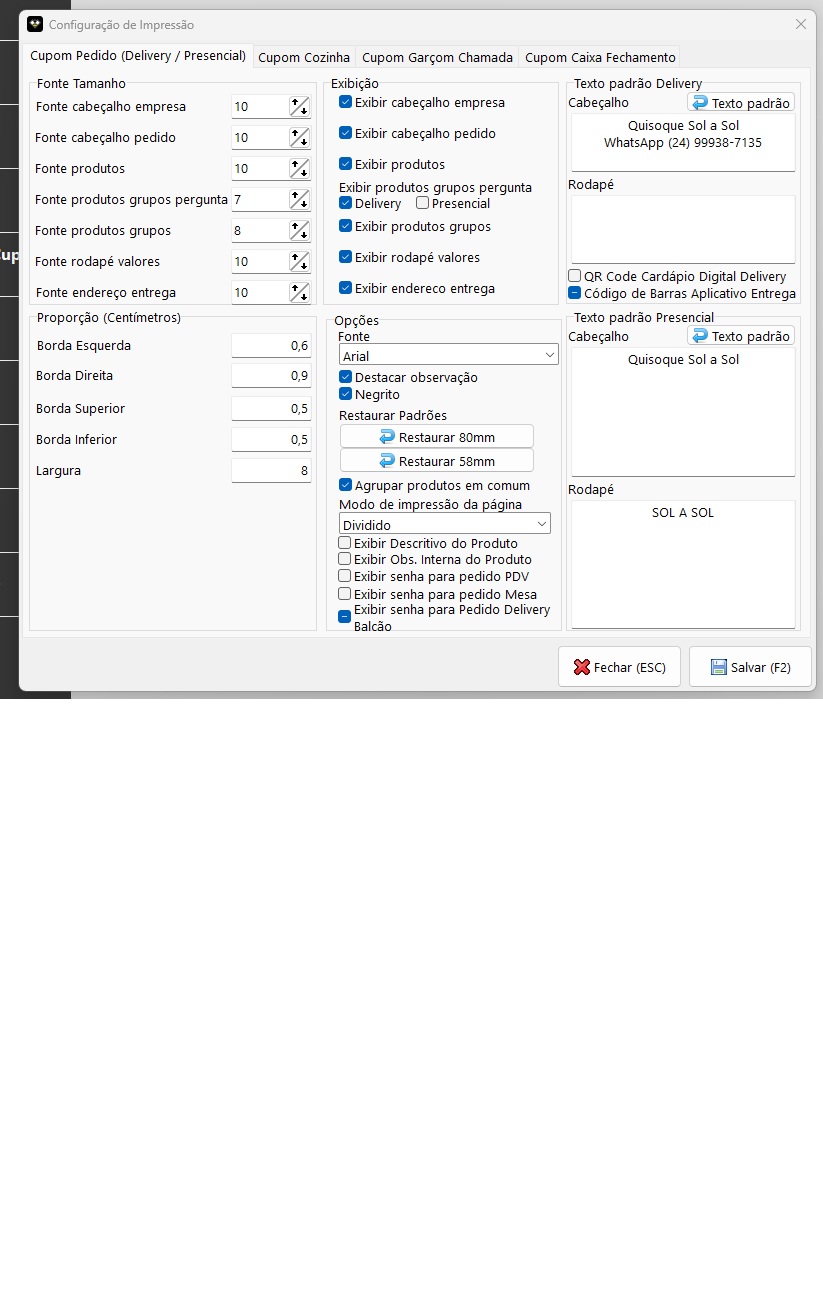 Configuração de Impressão
Cupom Pedido (Delivery / Presencial)
Cupom Cozinha
Cupom Garçom Chamada
Cupom Caixa Fechamento
Fonte Tamanho
Fonte cabeçalho empresa 10
Fonte cabeçalho pedido 10
Fonte produtos 10
Fonte produtos grupos pergunta 7
Fonte produtos grupos 8
Fonte rodapé valores 10
Fonte endereço entrega 10
Proporção (Centímetros)
Borda Esquerda 0,6
Borda Direita 0,9
Borda Superior 0,5
Borda Inferior 0,5
Largura 8
Exibição
Exibir cabeçalho empresa
Exibir cabeçalho pedido
Exibir produtos
Exibir produtos grupos pergunta
Delivery Presencial
Exibir produtos grupos
Exibir rodapé valores
Exibir endereco entrega
Opções
Fonte
Arial
Destacar observação
Negrito
Restaurar Padrões
Restaurar 80mm
Restaurar 58mm
Agrupar produtos em comum
Modo de impressão da página
Dividido
Exibir Descritivo do Produto
Exibir Obs. Interna do Produto
Exibir senha para pedido PDV
Exibir senha para pedido Mesa
Exibir senha para Pedido Delivery
Balcão
Texto padrão Delivery
Cabeçalho Texto padrão
Quisoque Sol a Sol
WhatsApp (24) 99938-7135
Rodapé
QR Code Cardápio Digital Delivery
Código de Barras Aplicativo Entrega
Texto padrão Presencial
Cabeçalho Texto padrão
Quisoque Sol a Sol
Rodapé
SOL A SOL
Fechar (ESC)
Salvar (F2)